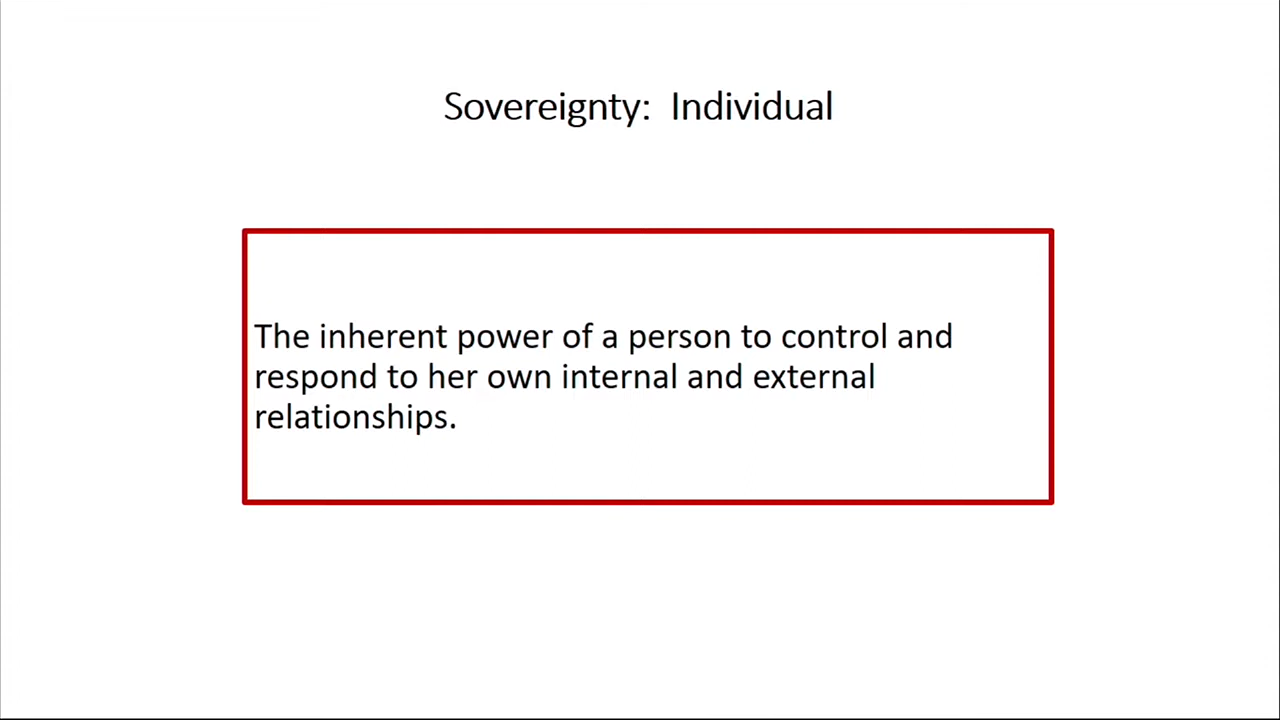 Sovereignty:  Individual
The inherent power of a person to control and
respond to her own internal and external
relationships.